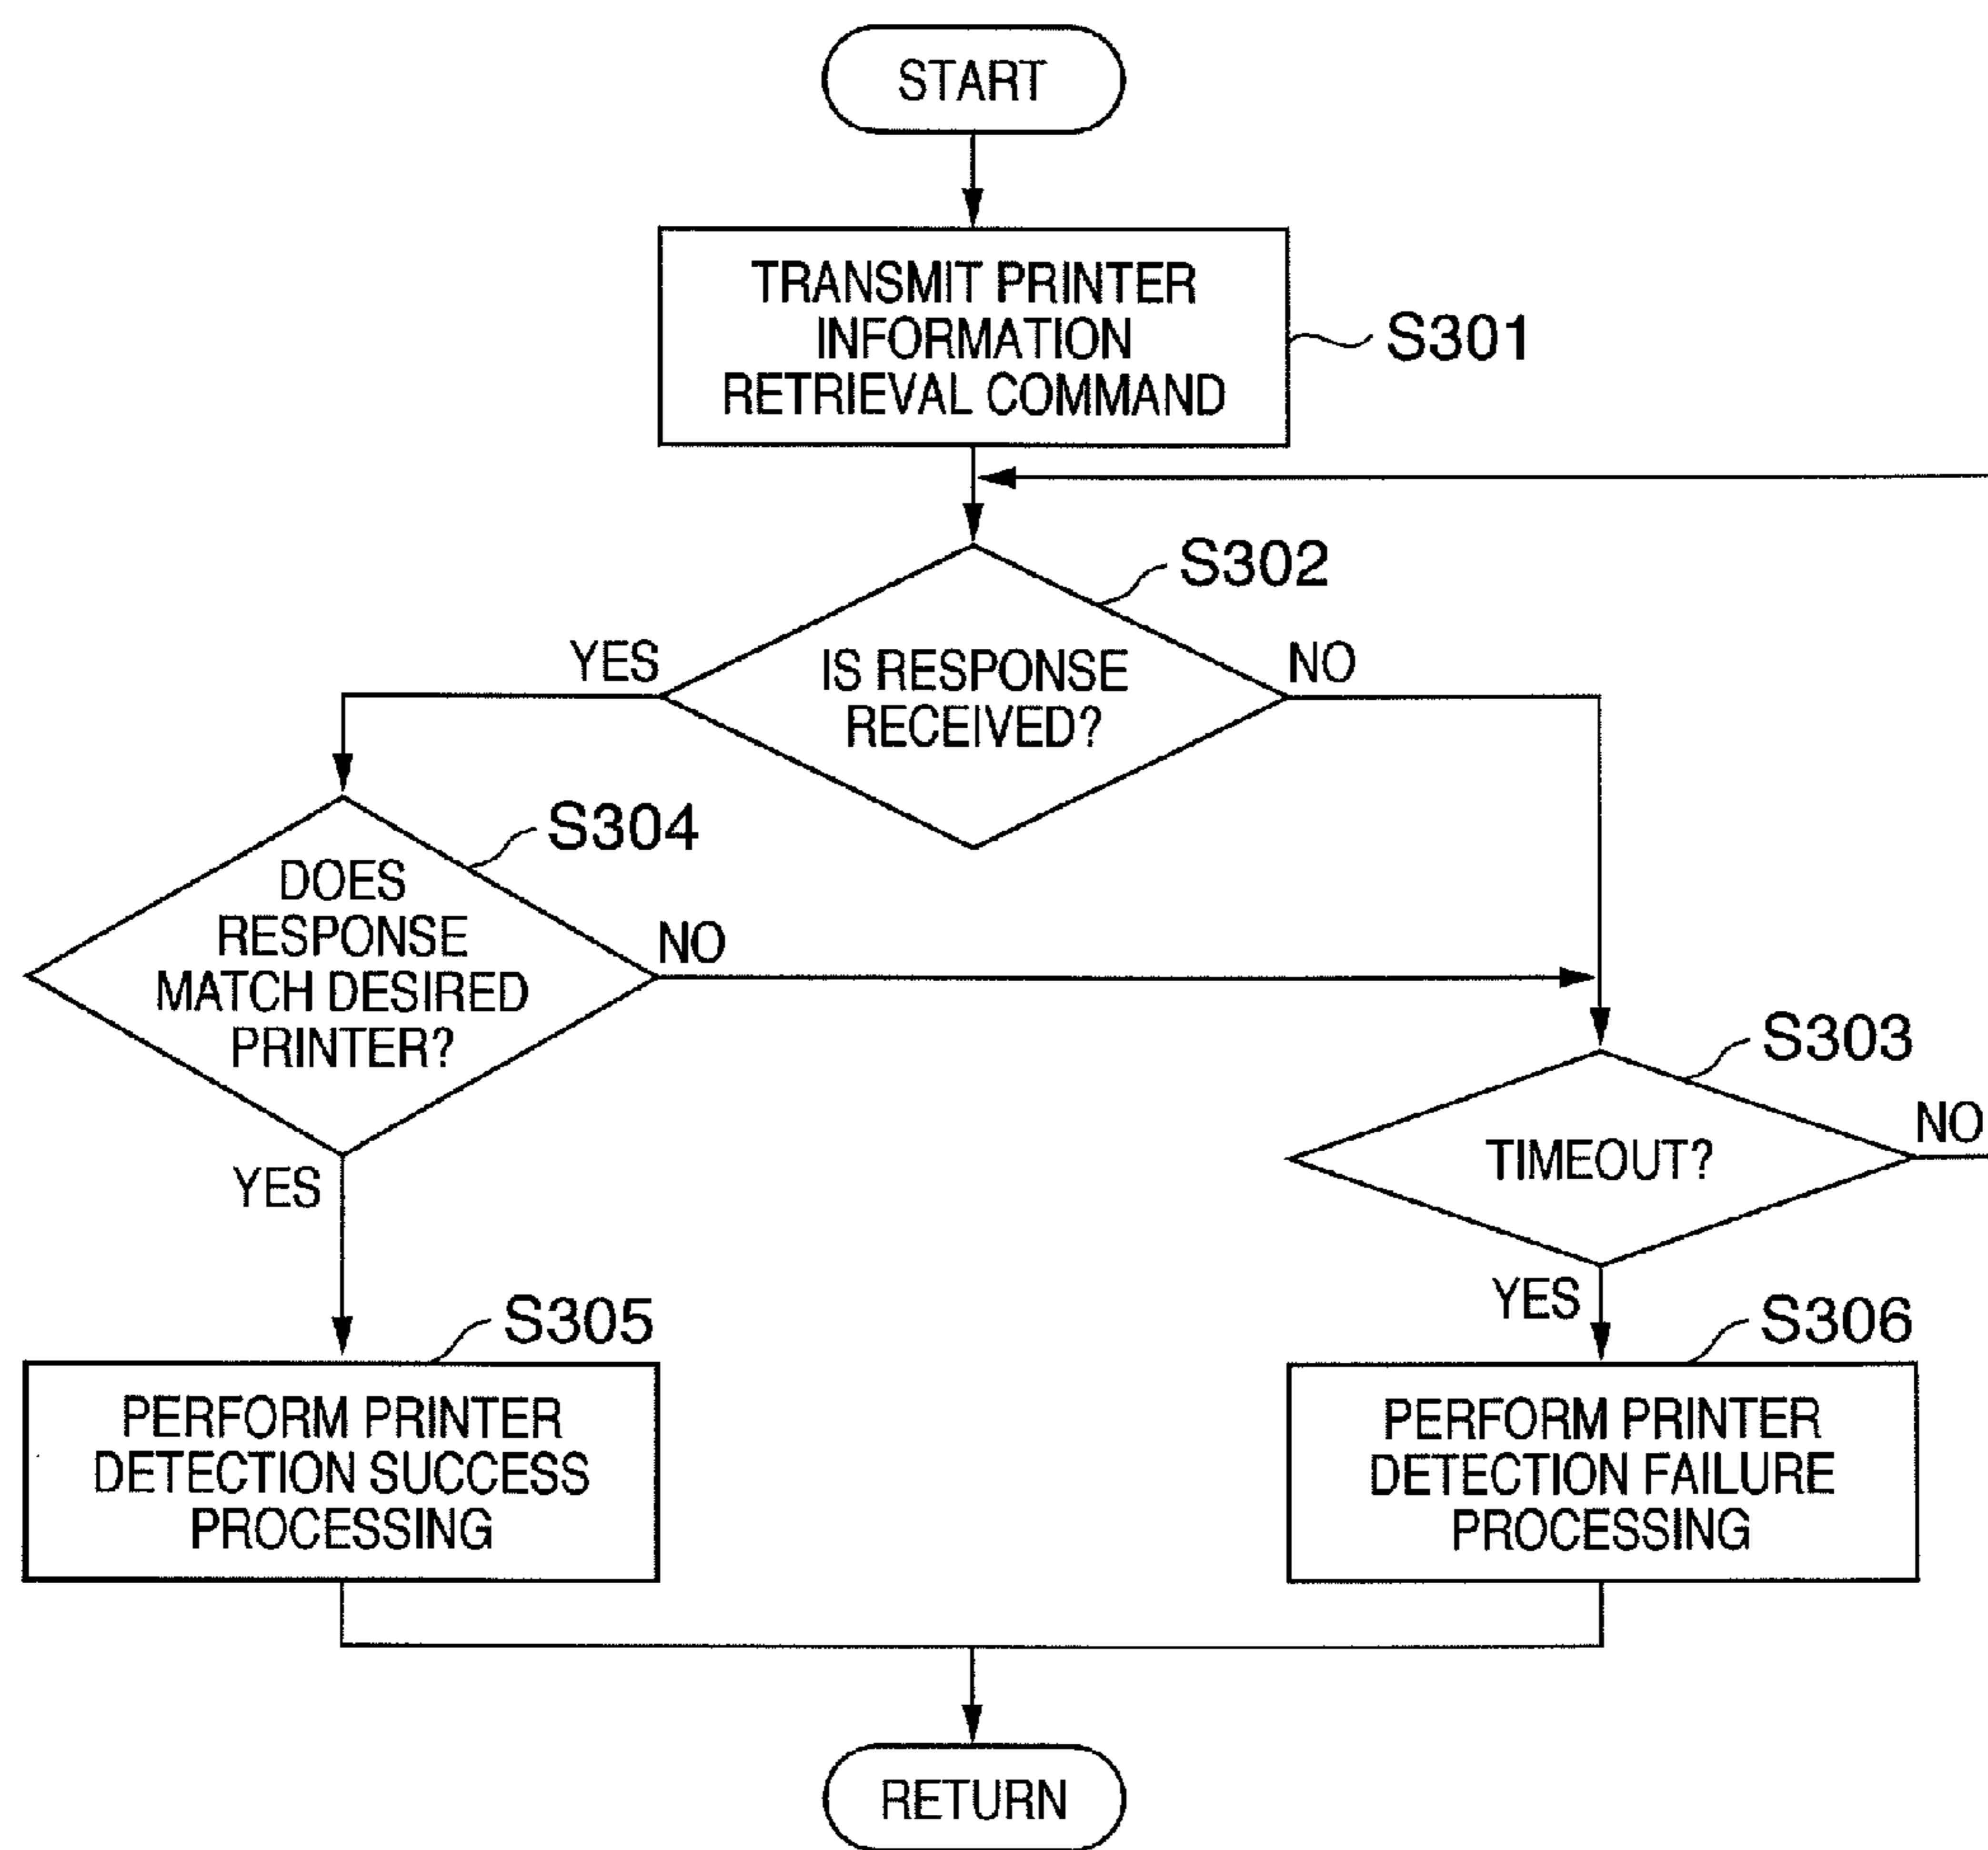 START
TRANSMIT PRINTER
INFORMATION
RETRIEVAL COMMAND
S301
S302
YES
IS RESPONSE
RECEIVED?
NO
S304
DOES
RESPONSE
MATCH DESIRED
PRINTER?
NO
S303
TIMEOUT?
NO
YES
YES
S305
PERFORM PRINTER
DETECTION SUCCESS
PROCESSING
S306
PERFORM PRINTER
DETECTION FAILURE
PROCESSING
RETURN